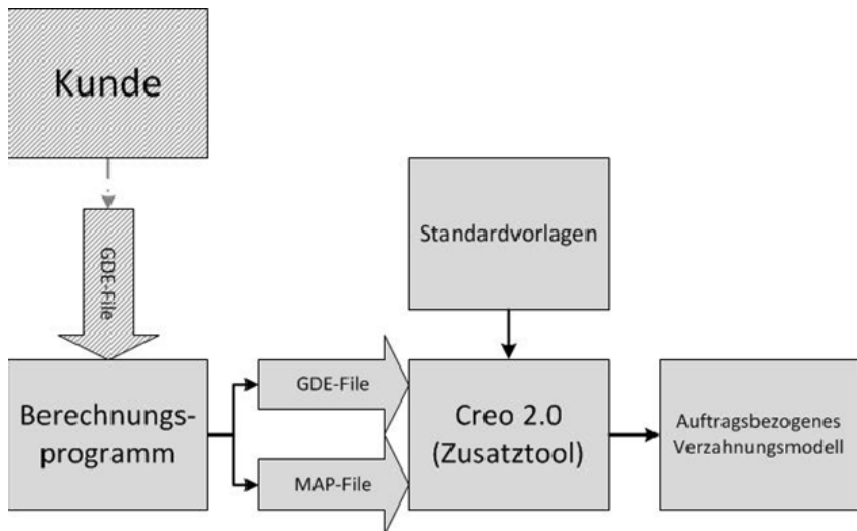 Kunde
GDE-File
Standardvorlagen
Berechnungs-
programm
GDE-File
MAP-File
Creo 2.0
(Zusatztool)
Auftragsbezogenes
Verzahnungsmodell